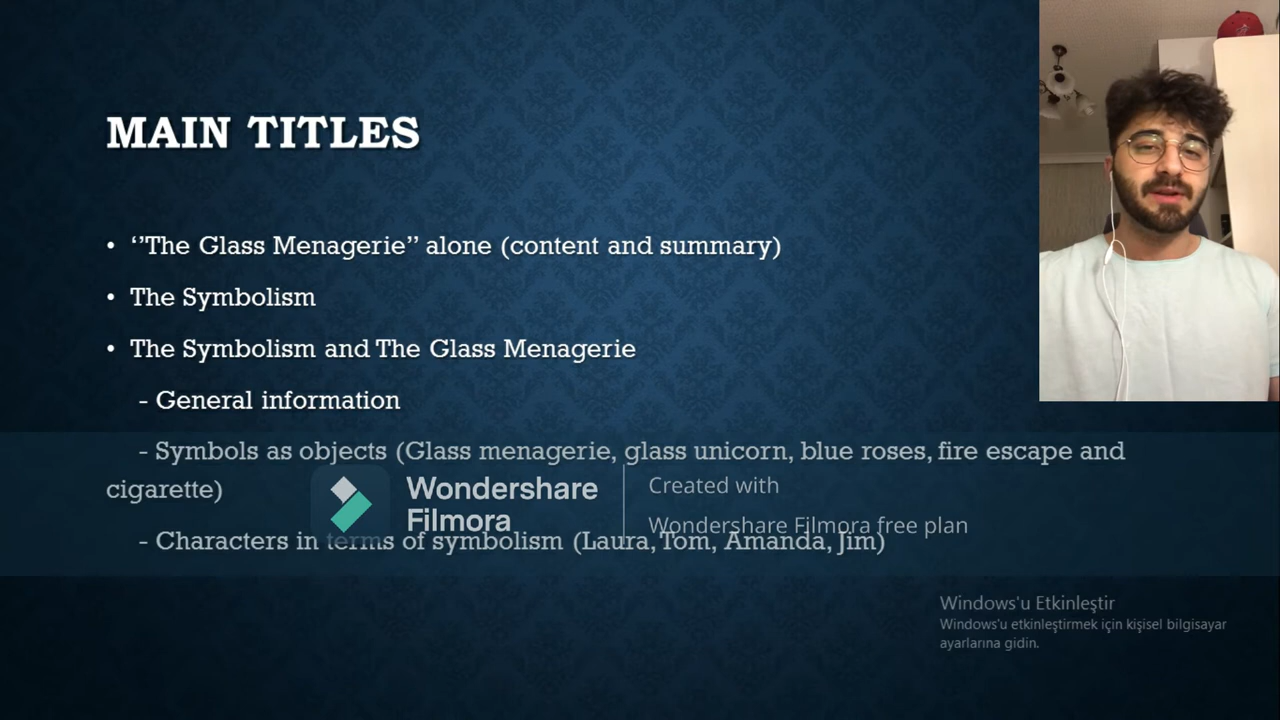 MAIN TITLES
• ‘’The Glass Menagerie’’ alone (content and summary)
• The Symbolism
• The Symbolism and The Glass Menagerie
- General information
- Symbols as objects (Glass menagerie, glass unicorn, blue roses, fire escape and
cigarette)
- Characters in terms of symbolism (Laura, Tom, Amanda, Jim)
Wondershare
Filmora
Created with
Wondershare Filmora free plan
Windows'u Etkinleştir
Windows'u etkinleştirmek için kişisel bilgisayar
ayarlarına gidin.